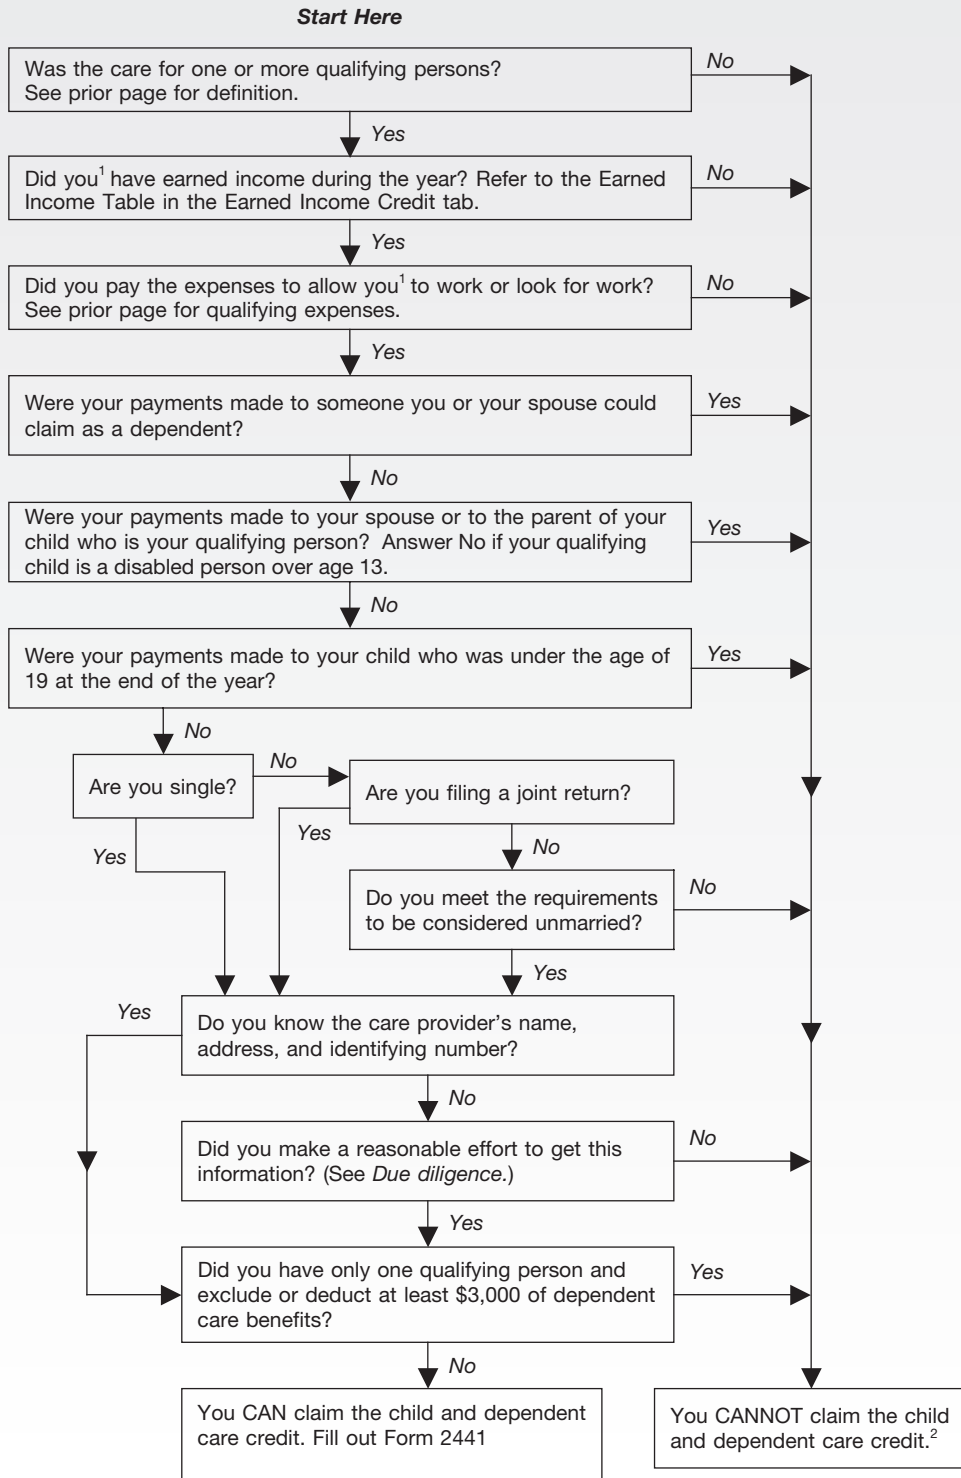 Start Here
Was the care for one or more qualifying persons?
See prior page for definition.
No
Yes
Did you¹ have earned income during the year? Refer to the Earned
Income Table in the Earned Income Credit tab.
No
Yes
Did you pay the expenses to allow you¹ to work or look for work?
See prior page for qualifying expenses.
No
Yes
Were your payments made to someone you or your spouse could
claim as a dependent?
Yes
No
Were your payments made to your spouse or to the parent of your
child who is your qualifying person? Answer No if your qualifying
child is a disabled person over age 13.
Yes
No
Were your payments made to your child who was under the age of
19 at the end of the year?
Yes
No
Are you single?
No
Yes
Are you filing a joint return?
Yes
No
Do you meet the requirements
to be considered unmarried?
No
Yes
Do you know the care provider's name,
address, and identifying number?
Yes
No
Did you make a reasonable effort to get this
information? (See Due diligence.)
No
Yes
Did you have only one qualifying person and
exclude or deduct at least $3,000 of dependent
care benefits?
Yes
No
You CAN claim the child and dependent
care credit. Fill out Form 2441
You CANNOT claim the child
and dependent care credit.²